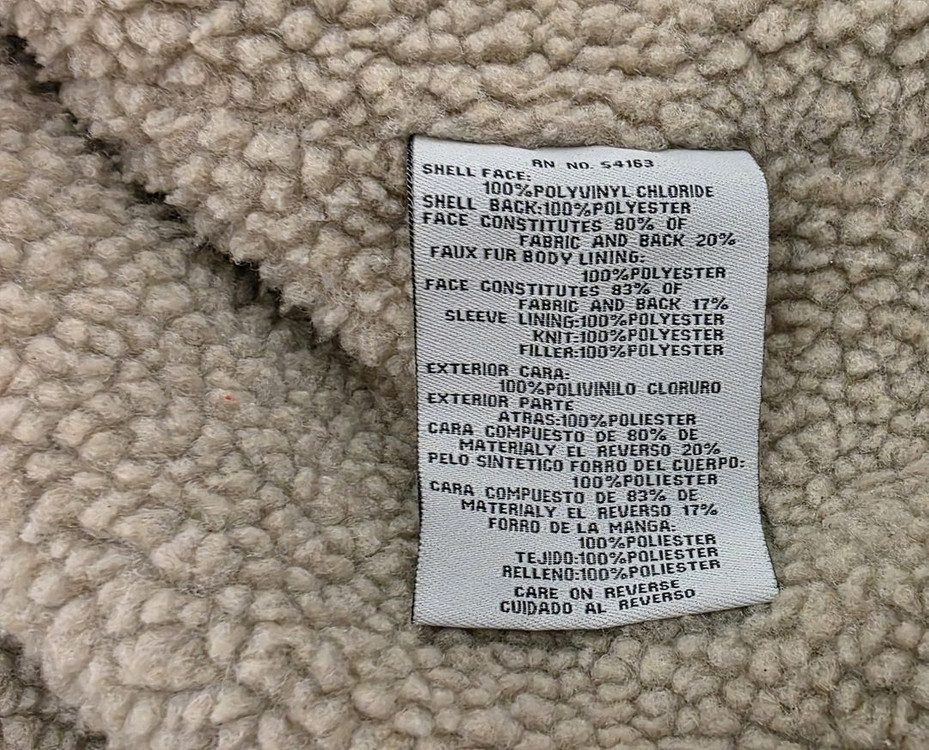 RN NO. 54163
SHELL FACE:
100%POLYVINYL CHLORIDE
SHELL BACK:100%POLYESTER
FACE CONSTITUTES 80% OF
FABRIC AND BACK 20%
FAUX FUR BODY LINING:
100%POLYESTER
FACE CONSTITUTES 83% OF
FABRIC AND BACK 17%
SLEEVE LINING:100%POLYESTER
KNIT:100%POLYESTER
FILLER:100%POLYESTER
EXTERIOR CARA:
100%POLIVINILO CLORURO
EXTERIOR PARTE
ATRAS:100%POLIESTER
CARA COMPUESTO DE 80% DE
MATERIALY EL REVERSO 20%
PELO SINTETICO FORRO DEL CUERPO:
100%POLIESTER
CARA COMPUESTO DE 83% DE
MATERIALY EL REVERSO 17%
FORRO DE LA MANGA:
100%POLIESTER
TEJIDO:100%POLIESTER
RELLENO:100%POLIESTER
CARE ON REVERSE
CUIDADO AL REVERSO